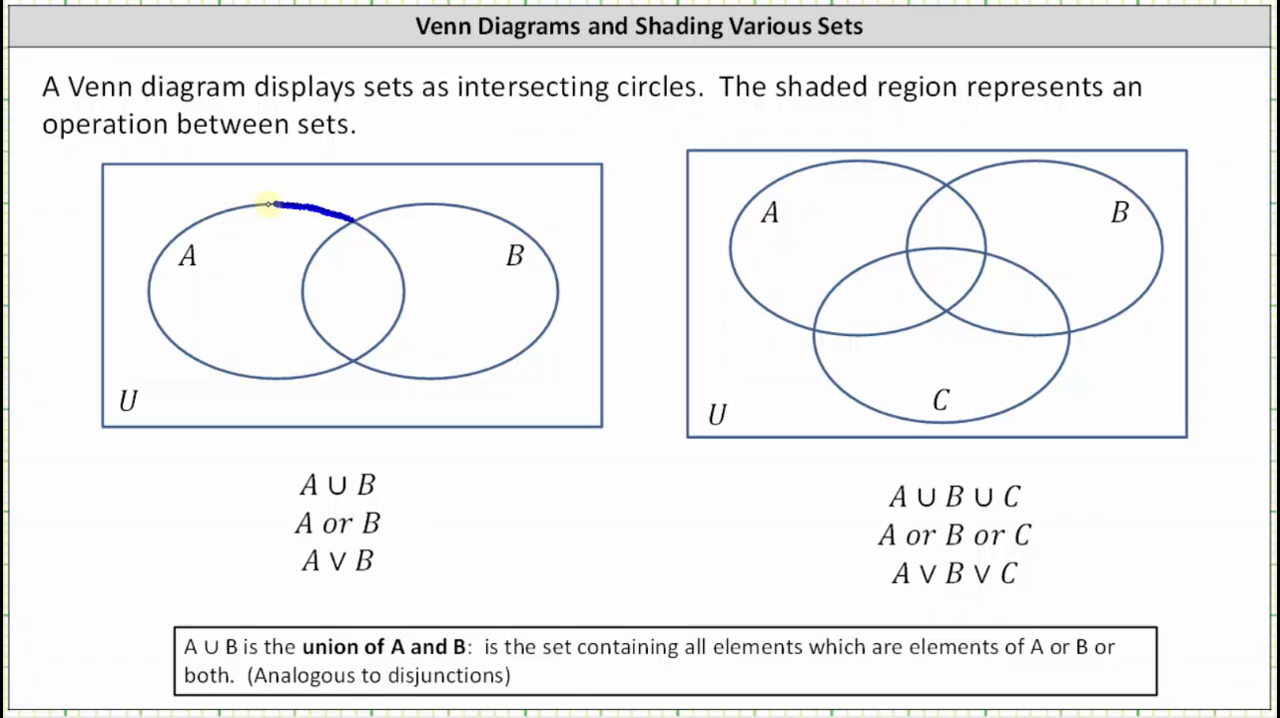 Venn Diagrams and Shading Various Sets
A Venn diagram displays sets as intersecting circles. The shaded region represents an
operation between sets.
A
B
U
A
B
C
U
A ∪ B
A or B
A ∨ B
A ∪ B ∪ C
A or B or C
A ∨ B ∨ C
A ∪ B is the union of A and B: is the set containing all elements which are elements of A or B or
both. (Analogous to disjunctions)